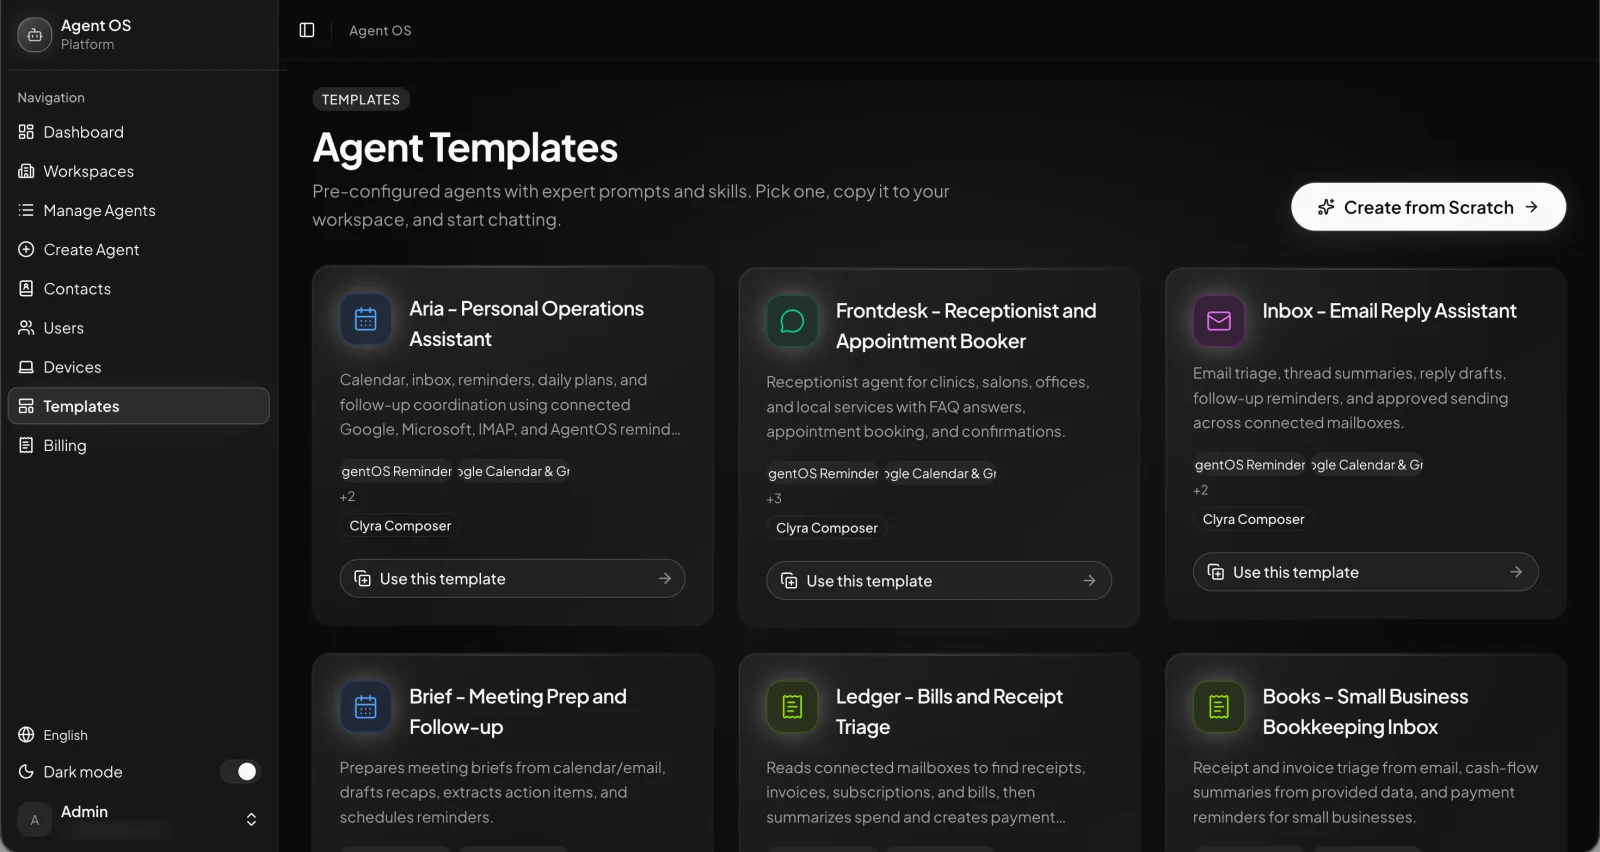 Agent OS
Platform
Navigation
Dashboard
Workspaces
Manage Agents
Create Agent
Contacts
Users
Devices
Templates
Billing
English
Dark mode
A
Admin
Agent OS
TEMPLATES
Agent Templates
Pre-configured agents with expert prompts and skills. Pick one, copy it to your
workspace, and start chatting.
Create from Scratch
Aria – Personal Operations
Assistant
Calendar, inbox, reminders, daily plans, and
follow-up coordination using connected
Google, Microsoft, IMAP, and AgentOS remind…
gentOS Reminder ogle Calendar & Gr
+2
Clyra Composer
Use this template
Frontdesk – Receptionist and
Appointment Booker
Receptionist agent for clinics, salons, offices,
and local services with FAQ answers,
appointment booking, and confirmations.
gentOS Reminder ogle Calendar & Gr
+3
Clyra Composer
Use this template
Inbox – Email Reply Assistant
Email triage, thread summaries, reply drafts,
follow-up reminders, and approved sending
across connected mailboxes.
gentOS Reminder ogle Calendar & Gr
+2
Clyra Composer
Use this template
Brief – Meeting Prep and
Follow-up
Prepares meeting briefs from calendar/email,
drafts recaps, extracts action items, and
schedules reminders.
Ledger – Bills and Receipt
Triage
Reads connected mailboxes to find receipts,
invoices, subscriptions, and bills, then
summarizes spend and creates payment…
Books – Small Business
Bookkeeping Inbox
Receipt and invoice triage from email, cash-flow
summaries from provided data, and payment
reminders for small businesses.